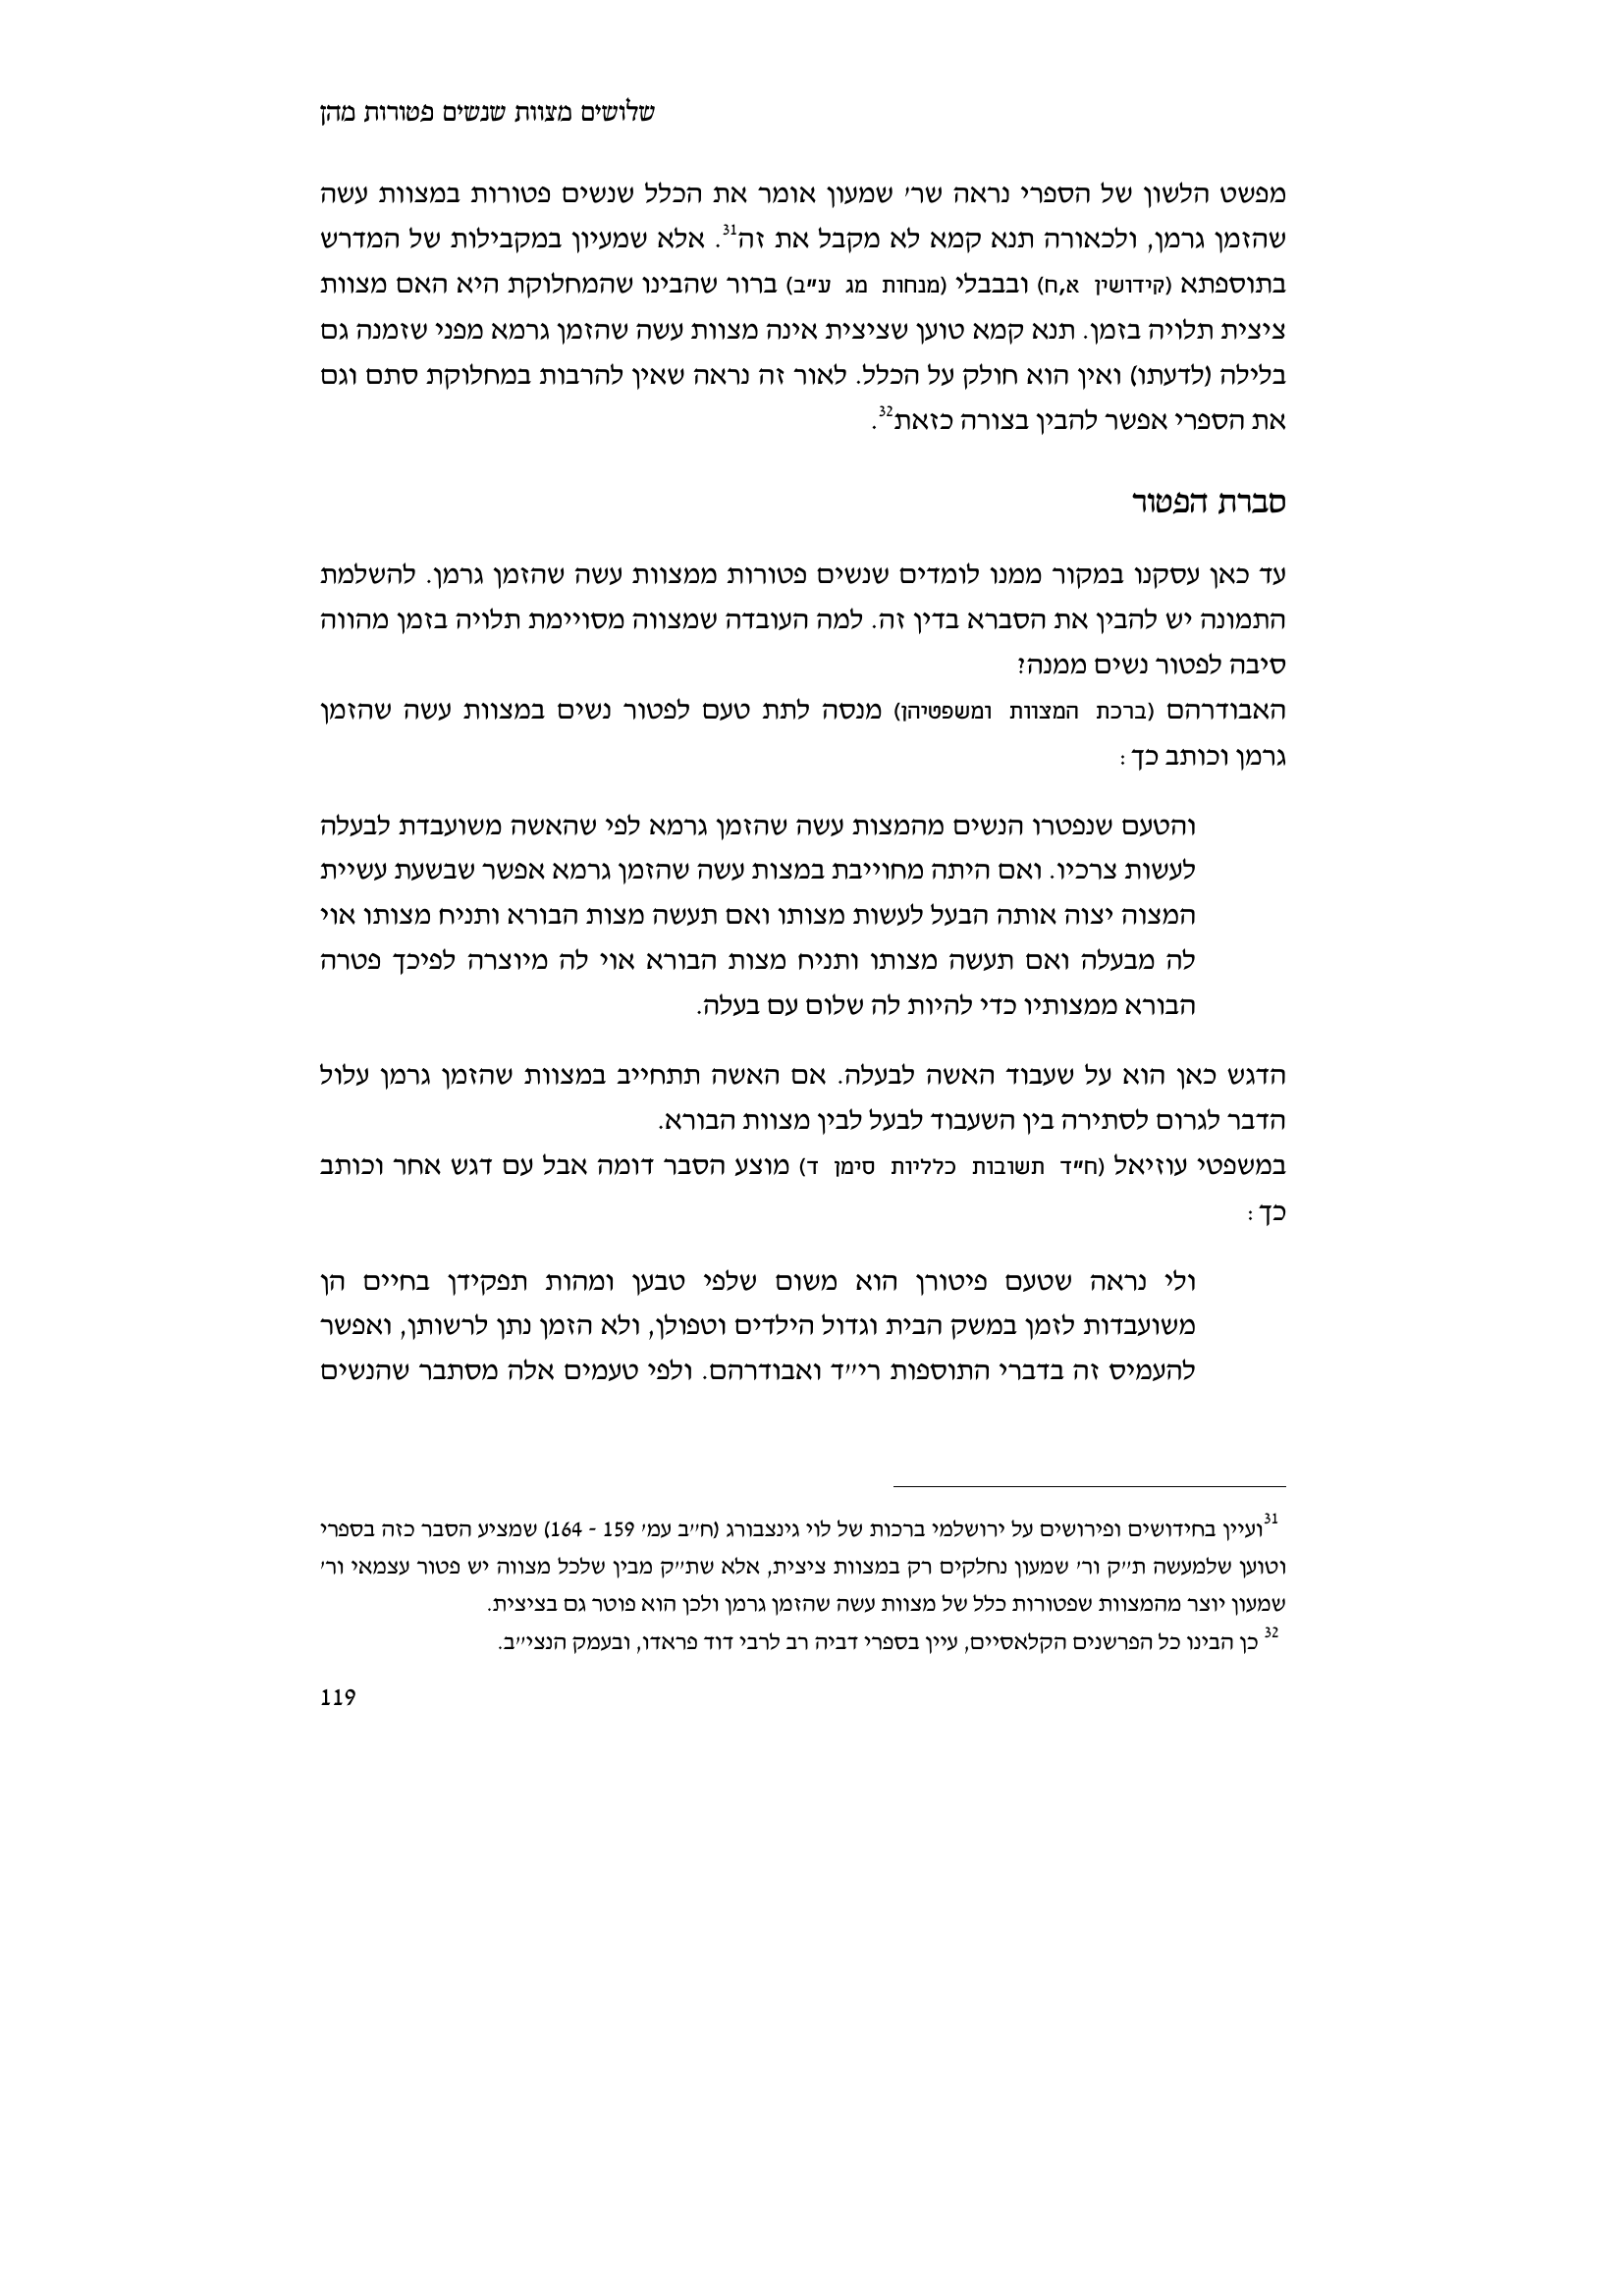 שלושים מצוות שנשים פטורות מהן
מפשט הלשון של הספרי נראה שר׳ שמעון אומר את הכלל שנשים פטורות במצוות עשה
שהזמן גרמן, ולכאורה תנא קמא לא מקבל את זה31. אלא שמעיון במקבילות של המדרש
בתוספתא (קידושין א,ח) ובבבלי (מנחות מג ע״ב) ברור שהבינו שהמחלוקת היא האם מצוות
ציצית תלויה בזמן. תנא קמא טוען שציצית אינה מצוות עשה שהזמן גרמא מפני שזמנה גם
בלילה (לדעתו) ואין הוא חולק על הכלל. לאור זה נראה שאין להרבות במחלוקת סתם וגם
את הספרי אפשר להבין בצורה כזאת32.
סברת הפטור
עד כאן עסקנו במקור ממנו לומדים שנשים פטורות ממצוות עשה שהזמן גרמן. להשלמת
התמונה יש להבין את הסברא בדין זה. למה העובדה שמצווה מסויימת תלויה בזמן מהווה
סיבה לפטור נשים ממנה?
האבודרהם (ברכת המצוות ומשפטיהן) מנסה לתת טעם לפטור נשים במצוות עשה שהזמן
גרמן וכותב כך:
והטעם שנפטרו הנשים מהמצות עשה שהזמן גרמא לפי שהאשה משועבדת לבעלה
לעשות צרכיו. ואם היתה מחוייבת במצות עשה שהזמן גרמא אפשר שבשעת עשיית
המצוה יצוה אותה הבעל לעשות מצותו ואם תעשה מצות הבורא ותניח מצותו אוי
לה מבעלה ואם תעשה מצותו ותניח מצות הבורא אוי לה מיוצרה לפיכך פטרה
הבורא ממצותיו כדי להיות לה שלום עם בעלה.
הדגש כאן הוא על שעבוד האשה לבעלה. אם האשה תתחייב במצוות שהזמן גרמן עלול
הדבר לגרום לסתירה בין השעבוד לבעל לבין מצוות הבורא.
במשפטי עוזיאל (ח״ד תשובות כלליות סימן ד) מוצע הסבר דומה אבל עם דגש אחר וכותב
כך:
ולי נראה שטעם פיטורן הוא משום שלפי טבען ומהות תפקידן בחיים הן
משועבדות לזמן במשק הבית וגדול הילדים וטפולן, ולא הזמן נתן לרשותן, ואפשר
להעמיס זה בדברי התוספות רי״ד ואבודרהם. ולפי טעמים אלה מסתבר שהנשים
31ועיין בחידושים ופירושים על ירושלמי ברכות של לוי גינצבורג (ח״ב עמ׳ 159 - 164) שמציע הסבר כזה בספרי
וטוען שלמעשה ת״ק ור׳ שמעון נחלקים רק במצוות ציצית, אלא שת״ק מבין שלכל מצווה יש פטור עצמאי ור׳
שמעון יוצר מהמצוות שפטורות כלל של מצוות עשה שהזמן גרמן ולכן הוא פוטר גם בציצית.
32 כן הבינו כל הפרשנים הקלאסיים, עיין בספרי דביה רב לרבי דוד פראדו, ובעמק הנצי״ב.
119